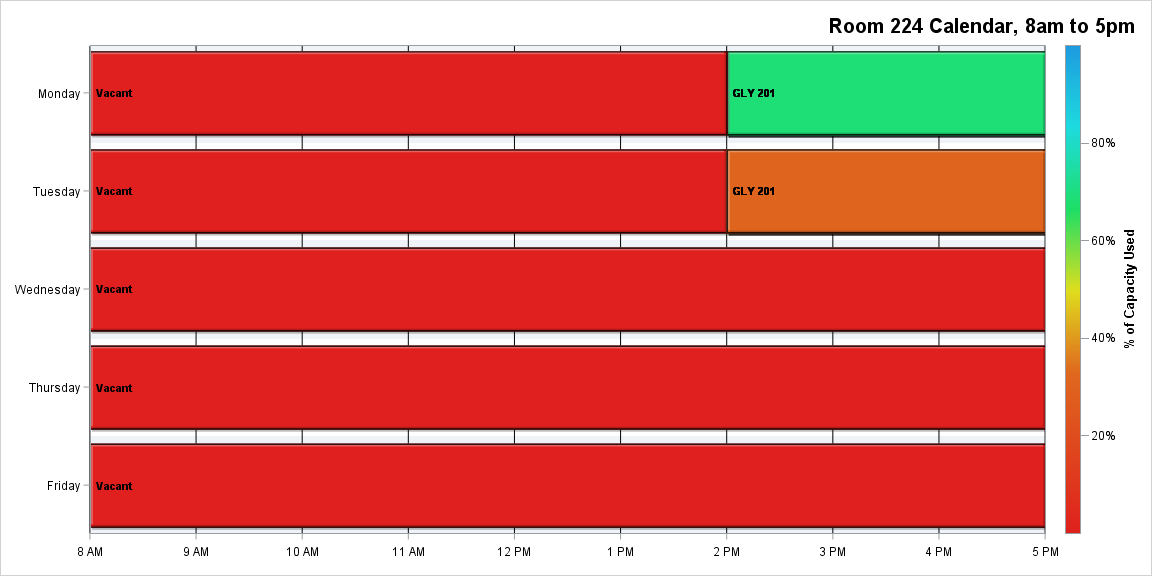 Room 224 Calendar, 8am to 5pm
Monday
Vacant
GLY 201
Tuesday
Vacant
GLY 201
Wednesday
Vacant
Thursday
Vacant
Friday
Vacant
8 AM 9 AM 10 AM 11 AM 12 PM 1 PM 2 PM 3 PM 4 PM 5 PM
80%
60%
40%
20%
% of Capacity Used